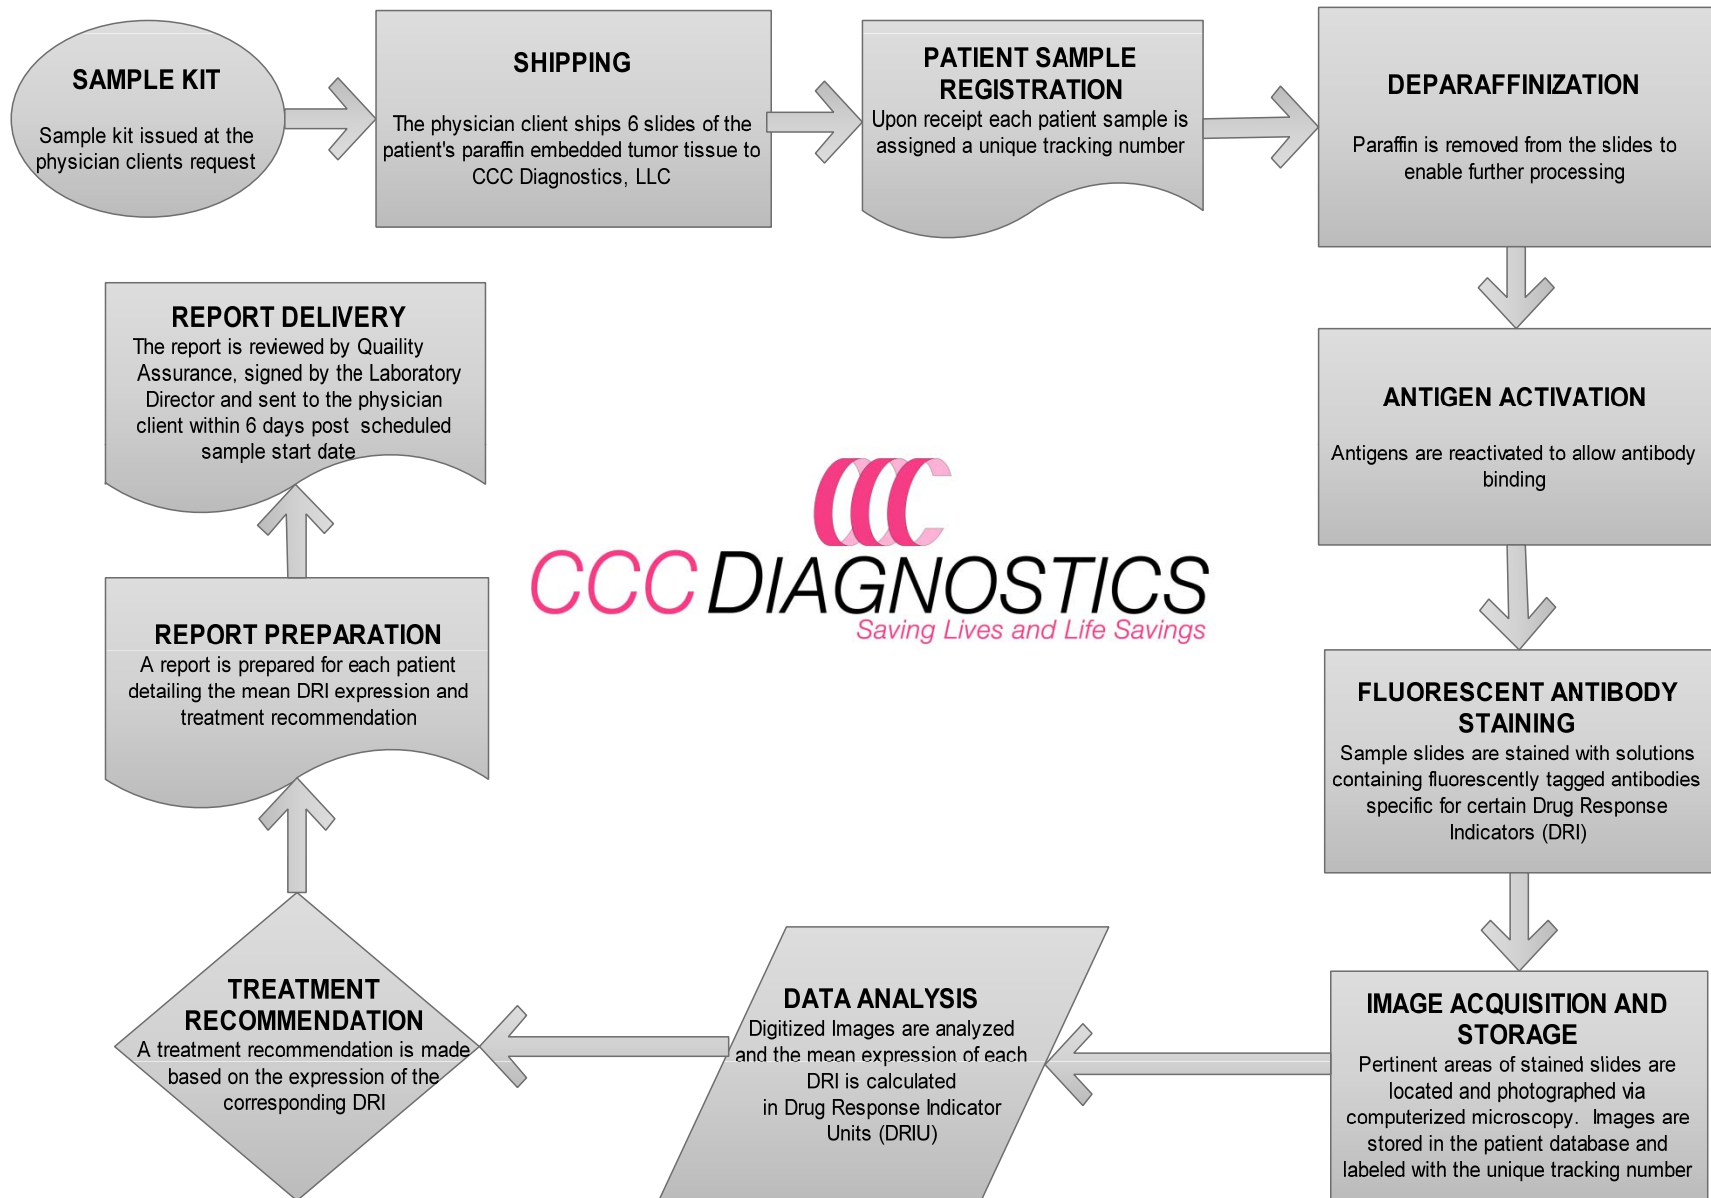 SAMPLE KIT
Sample kit issued at the
physician clients request
SHIPPING
The physician client ships 6 slides of the
patient's paraffin embedded tumor tissue to
CCC Diagnostics, LLC
PATIENT SAMPLE
REGISTRATION
Upon receipt each patient sample is
assigned a unique tracking number
DEPARAFFINIZATION
Paraffin is removed from the slides to
enable further processing
ANTIGEN ACTIVATION
Antigens are reactivated to allow antibody
binding
FLUORESCENT ANTIBODY
STAINING
Sample slides are stained with solutions
containing fluorescently tagged antibodies
specific for certain Drug Response
Indicators (DRI)
IMAGE ACQUISITION AND
STORAGE
Pertinent areas of stained slides are
located and photographed via
computerized microscopy.  Images are
stored in the patient database and
labeled with the unique tracking number
DATA ANALYSIS
Digitized Images are analyzed
and the mean expression of each
DRI is calculated
in Drug Response Indicator
Units (DRIU)
TREATMENT
RECOMMENDATION
A treatment recommendation is made
based on the expression of the
corresponding DRI
REPORT PREPARATION
A report is prepared for each patient
detailing the mean DRI expression and
treatment recommendation
REPORT DELIVERY
The report is reviewed by Quaility
Assurance, signed by the Laboratory
Director and sent to the physician
client within 6 days post  scheduled
sample start date
CCC
CCC DIAGNOSTICS
Saving Lives and Life Savings